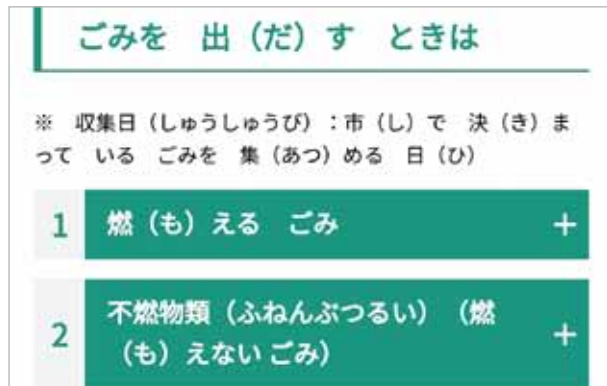 ごみを　出（だ）す　ときは
※　収集日（しゅうしゅうび）：市（し）で　決（き）ま
って　いる　ごみを　集（あつ）める　日（ひ）
1 燃（も）える　ごみ ＋
2 不燃物類（ふねんぶつるい）（燃
（も）えない ごみ） ＋